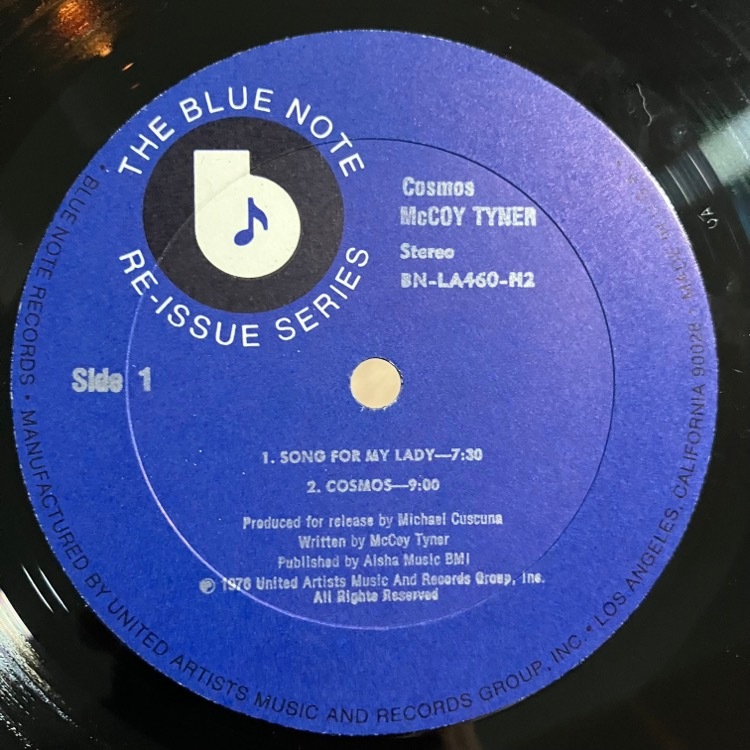 THE BLUE NOTE
RE-ISSUE SERIES
Cosmos
McCOY TYNER
Stereo
BN-LA460-H2
Side 1
1. SONG FOR MY LADY—7:30
2. COSMOS—9:00
Produced for release by Michael Cuscuna
Written by McCoy Tyner
Published by Aisha Music BMI
℗ 1976 United Artists Music And Records Group, Inc.
All Rights Reserved
• BLUE NOTE RECORDS • MANUFACTURED BY UNITED ARTISTS MUSIC AND RECORDS GROUP, INC. • LOS ANGELES, CALIFORNIA 90028 • MADE IN U.S.A.